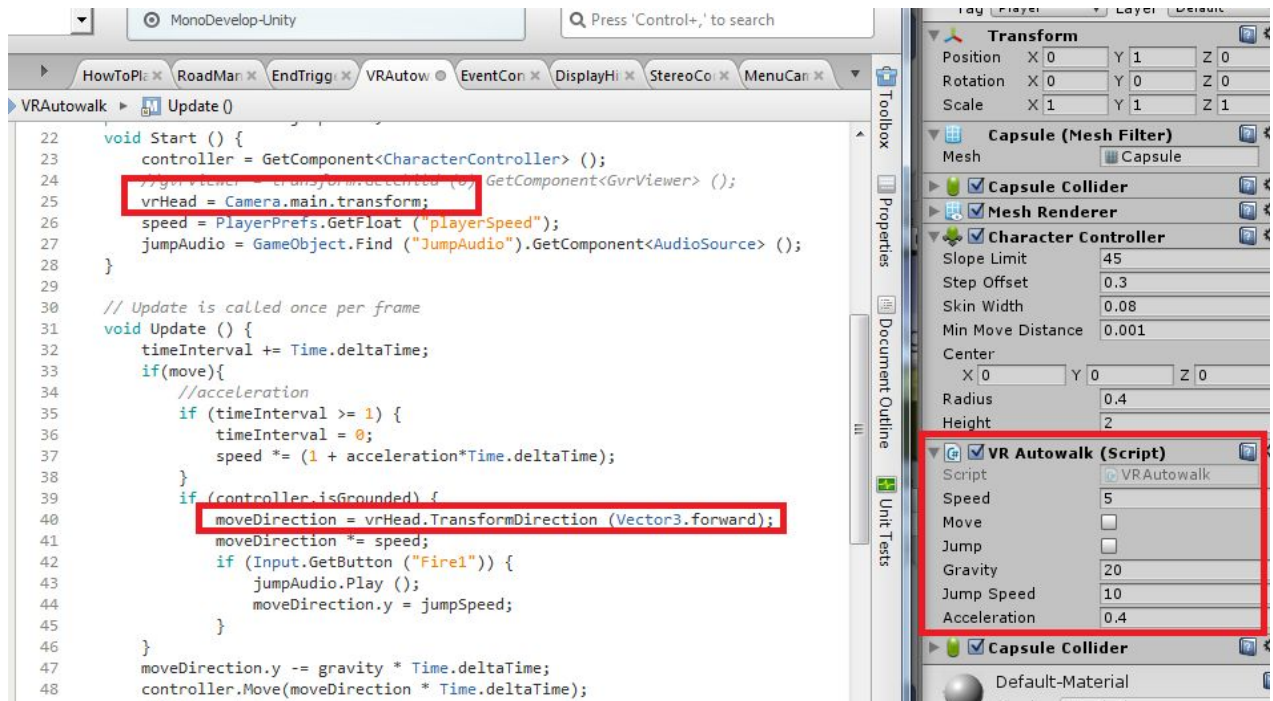 MonoDevelop-Unity
Press 'Control+,' to search
HowToPla
RoadMan
EndTrigge
VRAutow
EventCon
DisplayHi
StereoCo
MenuCam
VRAutowalk
Update ()
22 void Start () {
23 controller = GetComponent<CharacterController> ();
24 GetComponent<GvrViewer> ();
25 vrHead = Camera.main.transform;
26 speed = PlayerPrefs.GetFloat ("playerSpeed");
27 jumpAudio = GameObject.Find ("JumpAudio").GetComponent<AudioSource> ();
28 }
29
30 // Update is called once per frame
31 void Update () {
32 timeInterval += Time.deltaTime;
33 if(move){
34 //acceleration
35 if (timeInterval >= 1) {
36 timeInterval = 0;
37 speed *= (1 + acceleration*Time.deltaTime);
38 }
39 if (controller.isGrounded) {
40 moveDirection = vrHead.TransformDirection (Vector3.forward);
41 moveDirection *= speed;
42 if (Input.GetButton ("Fire1")) {
43 jumpAudio.Play ();
44 moveDirection.y = jumpSpeed;
45 }
46 }
47 moveDirection.y -= gravity * Time.deltaTime;
48 controller.Move(moveDirection * Time.deltaTime);
Toolbox
Properties
Document Outline
Unit Tests
Tag Player Layer Default
Transform
Position X 0 Y 1 Z 0
Rotation X 0 Y 0 Z 0
Scale X 1 Y 1 Z 1
Capsule (Mesh Filter)
Mesh Capsule
Capsule Collider
Mesh Renderer
Character Controller
Slope Limit 45
Step Offset 0.3
Skin Width 0.08
Min Move Distance 0.001
Center
X 0 Y 0 Z 0
Radius 0.4
Height 2
VR Autowalk (Script)
Script VRAutowalk
Speed 5
Move
Jump
Gravity 20
Jump Speed 10
Acceleration 0.4
Capsule Collider
Default-Material